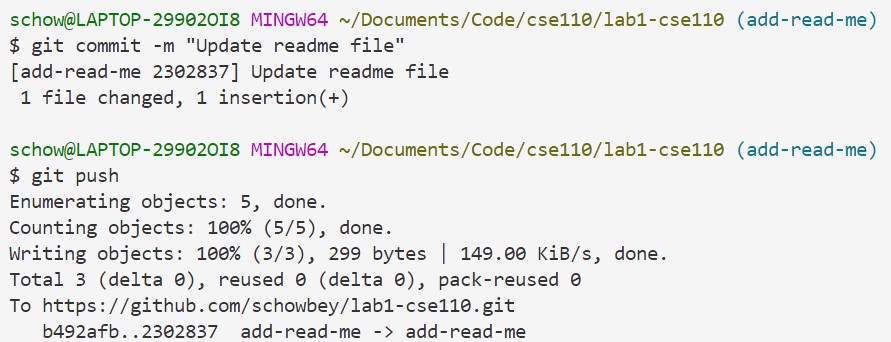 schow@LAPTOP-29902OI8 MINGW64 ~/Documents/Code/cse110/lab1-cse110 (add-read-me)
$ git commit -m "Update readme file"
[add-read-me 2302837] Update readme file
 1 file changed, 1 insertion(+)

schow@LAPTOP-29902OI8 MINGW64 ~/Documents/Code/cse110/lab1-cse110 (add-read-me)
$ git push
Enumerating objects: 5, done.
Counting objects: 100% (5/5), done.
Writing objects: 100% (3/3), 299 bytes | 149.00 KiB/s, done.
Total 3 (delta 0), reused 0 (delta 0), pack-reused 0
To https://github.com/schowbey/lab1-cse110.git
   b492afb..2302837  add-read-me -> add-read-me